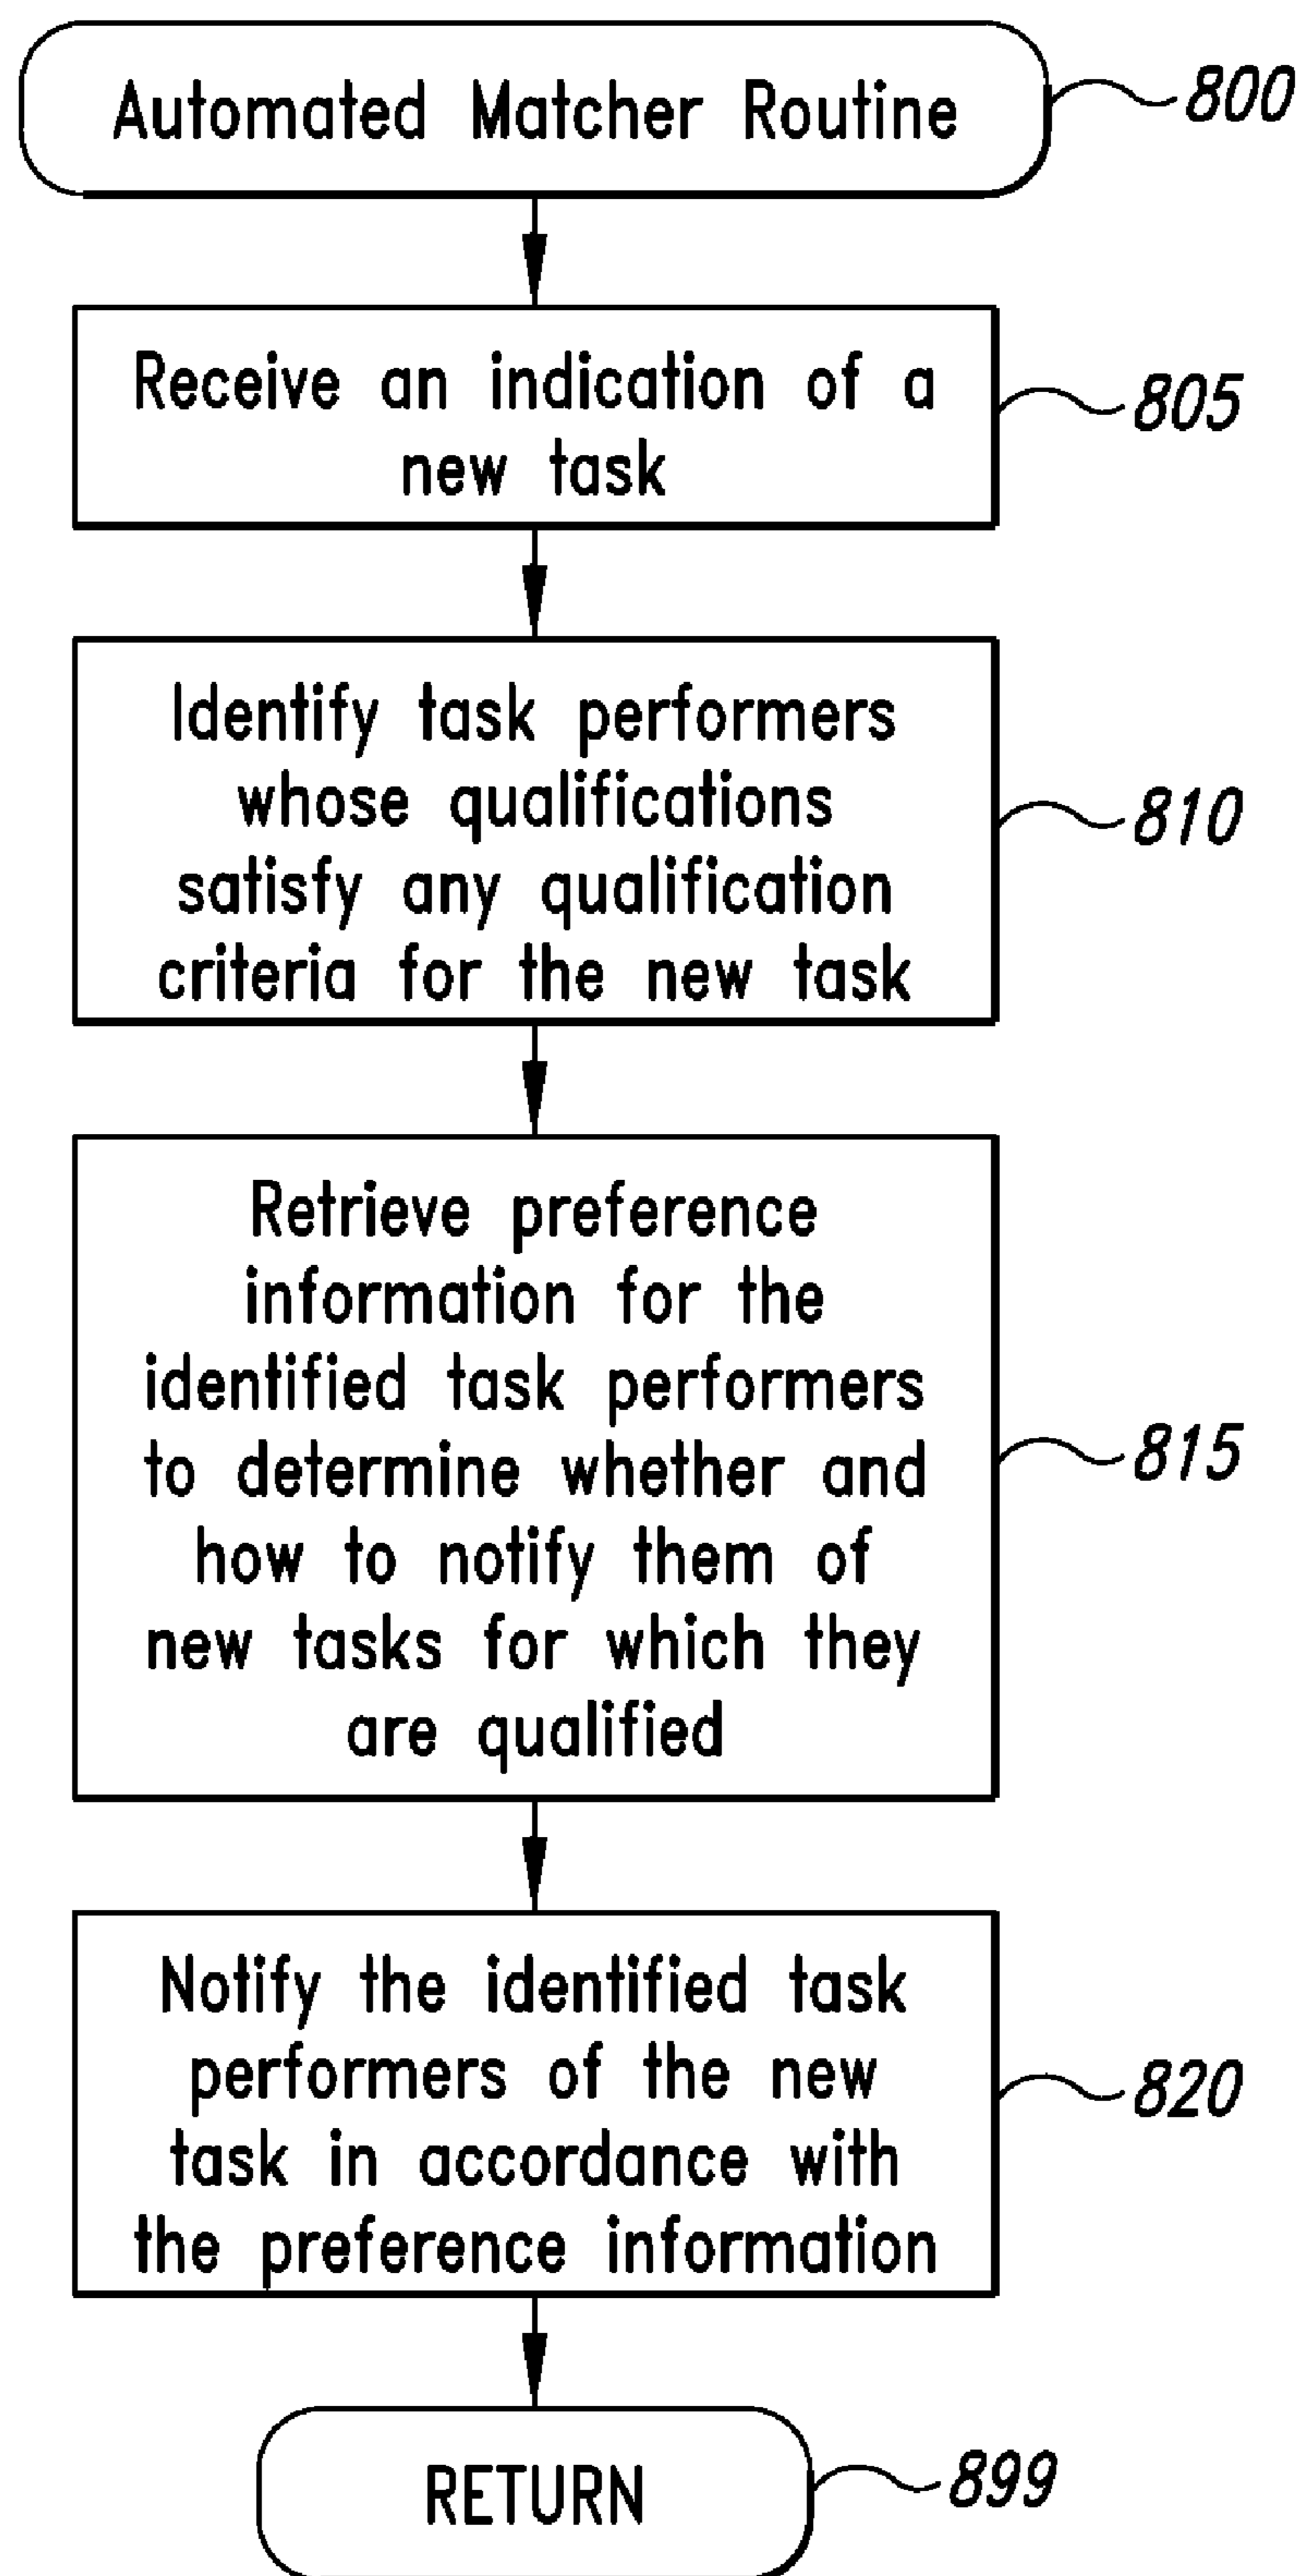 Automated Matcher Routine
800
Receive an indication of a
new task
805
Identify task performers
whose qualifications
satisfy any qualification
criteria for the new task
810
Retrieve preference
information for the
identified task performers
to determine whether and
how to notify them of
new tasks for which they
are qualified
815
Notify the identified task
performers of the new
task in accordance with
the preference information
820
RETURN
899